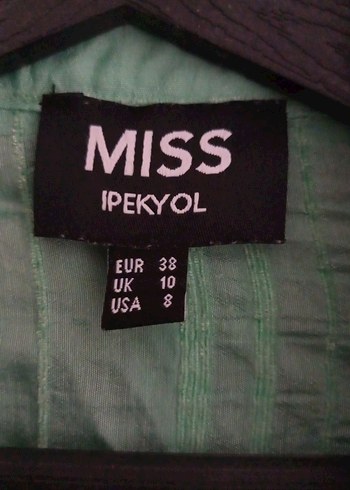 MISS
IPEKYOL
EUR 38
UK 10
USA 8